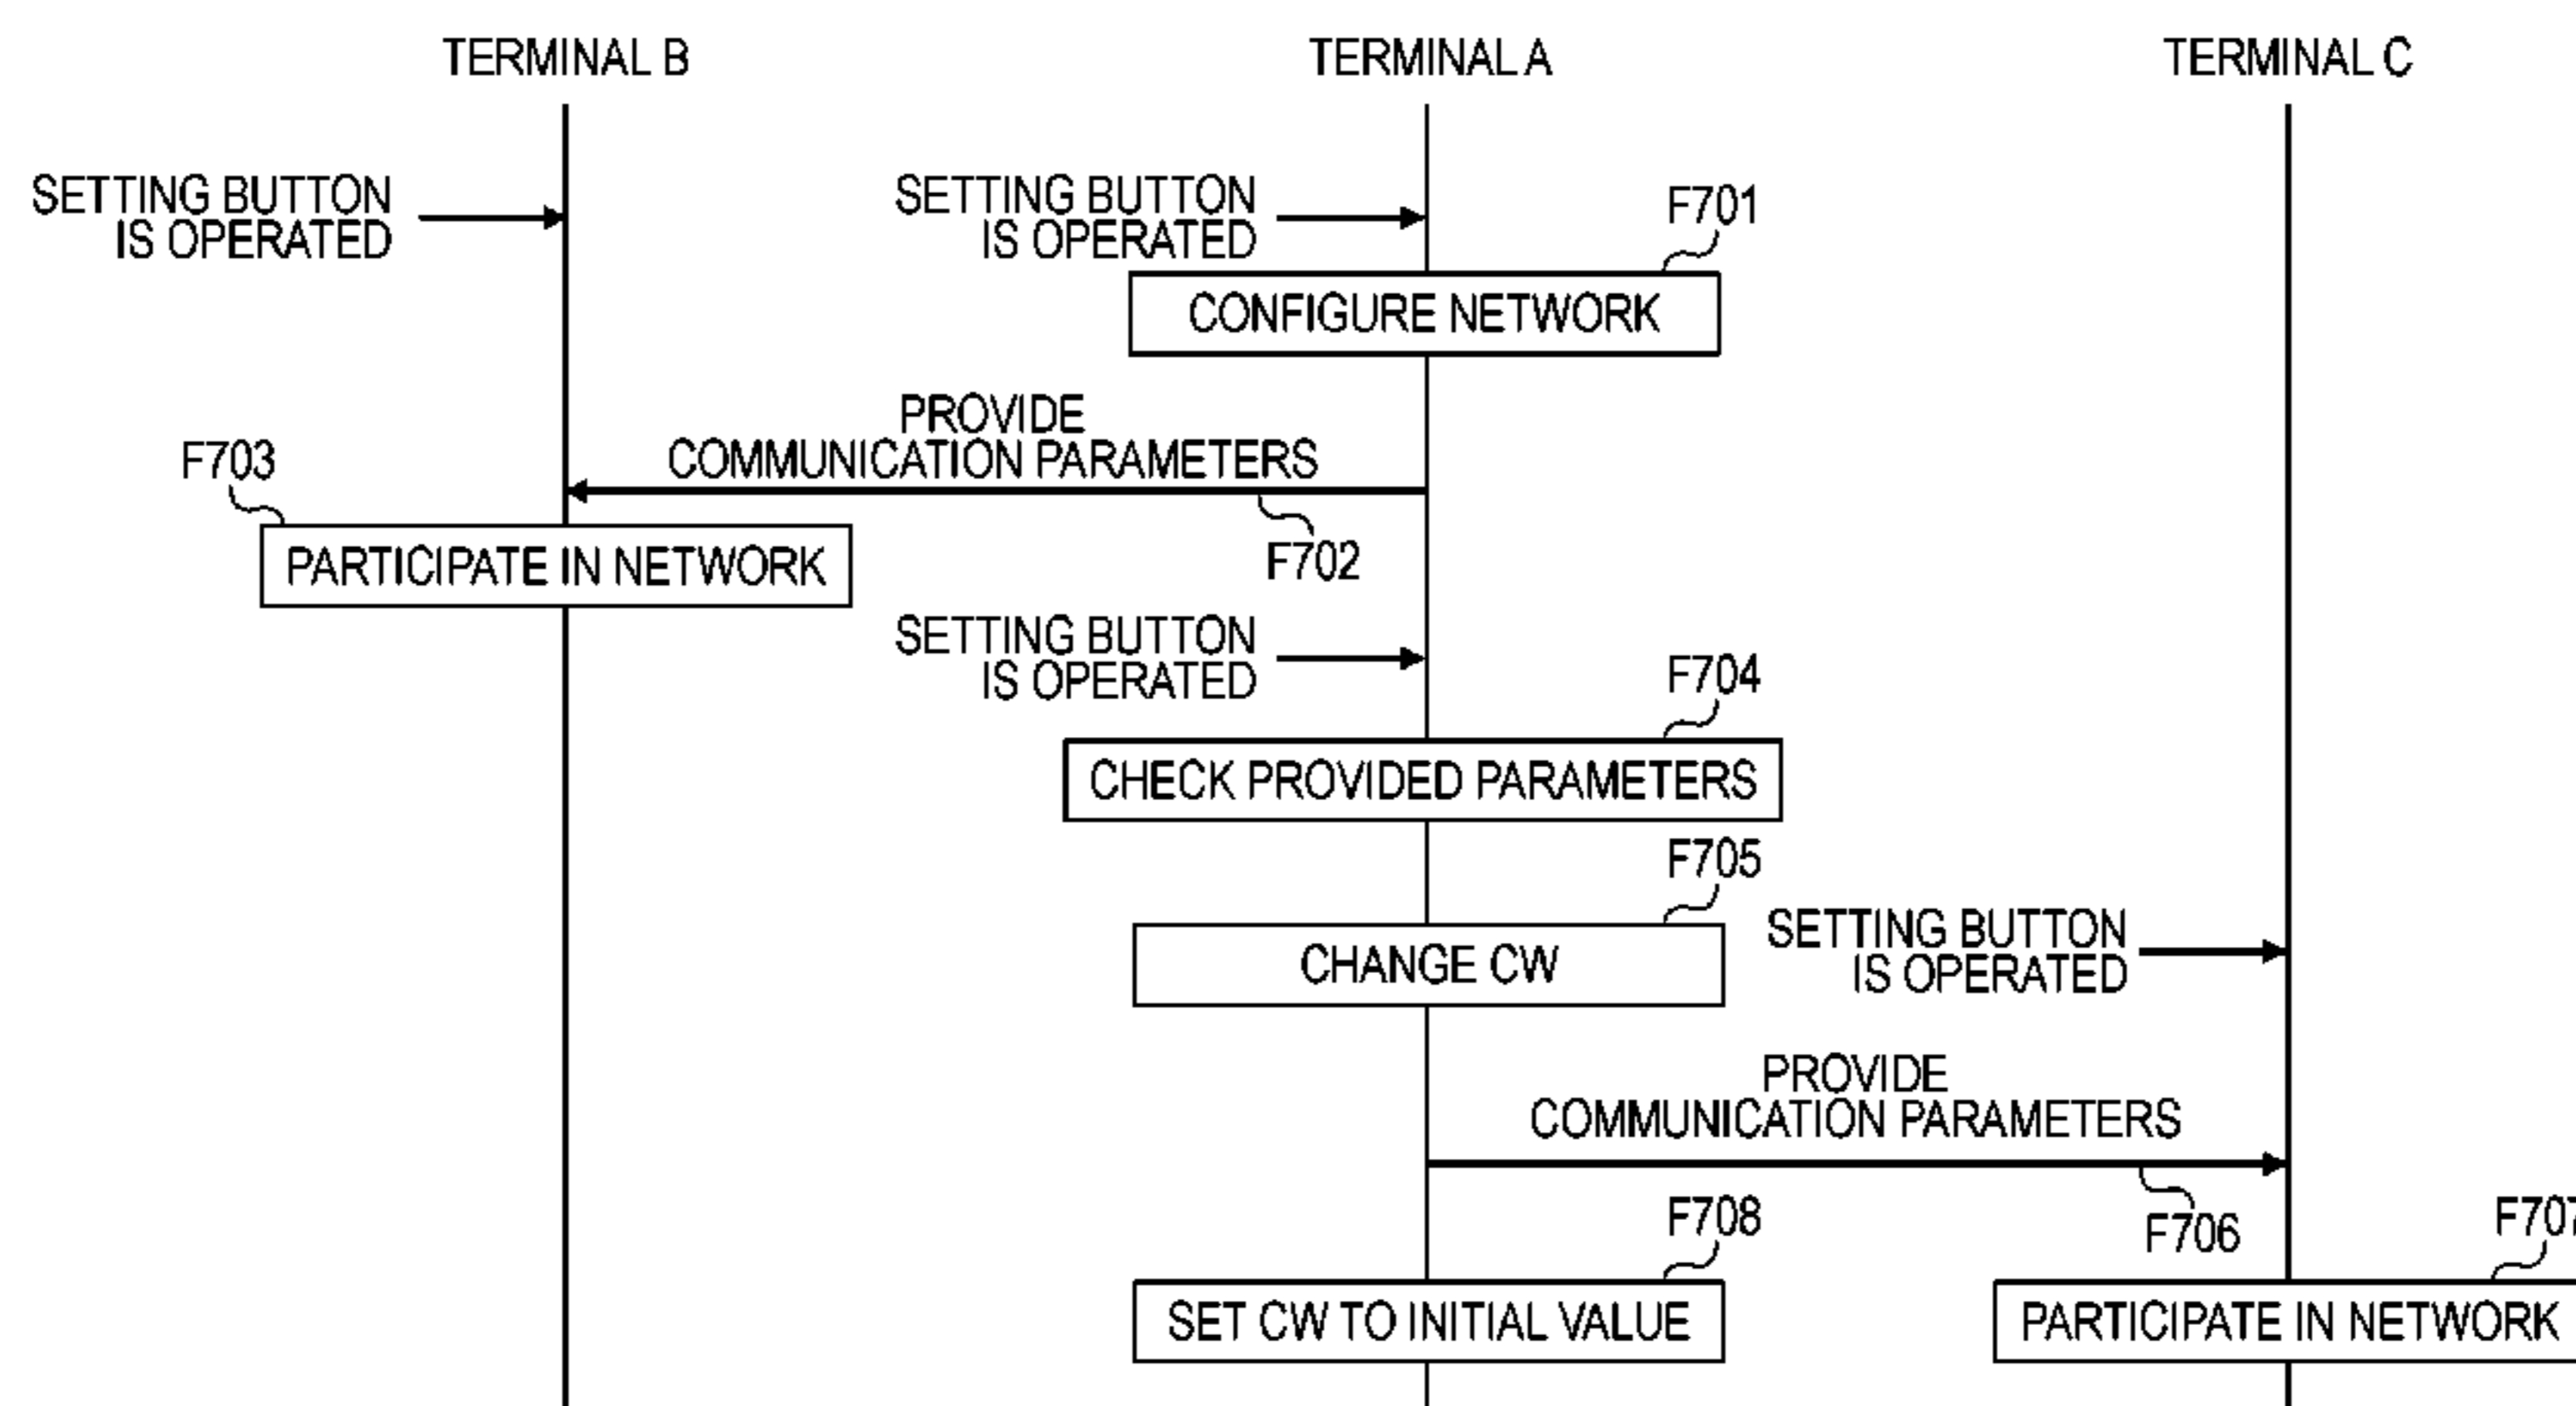 TERMINAL B
TERMINAL A
TERMINAL C
SETTING BUTTON
IS OPERATED
SETTING BUTTON
IS OPERATED
F701
CONFIGURE NETWORK
PROVIDE
COMMUNICATION PARAMETERS
F703
F702
PARTICIPATE IN NETWORK
SETTING BUTTON
IS OPERATED
F704
CHECK PROVIDED PARAMETERS
F705
CHANGE CW
SETTING BUTTON
IS OPERATED
PROVIDE
COMMUNICATION PARAMETERS
F706
F708
F707
SET CW TO INITIAL VALUE
PARTICIPATE IN NETWORK